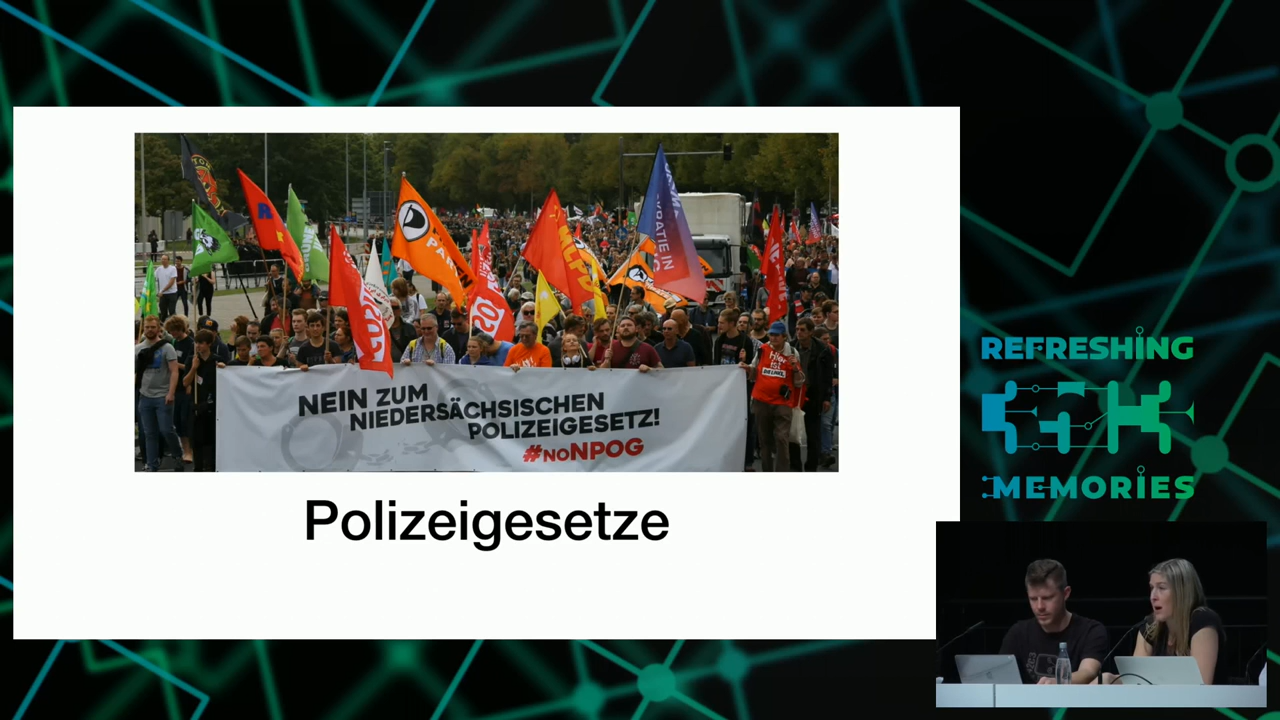 NEIN ZUM
NIEDERSÄCHSISCHEN
POLIZEIGESETZ!
#NONPOG
Polizeigesetze
REFRESHING
MEMORIES